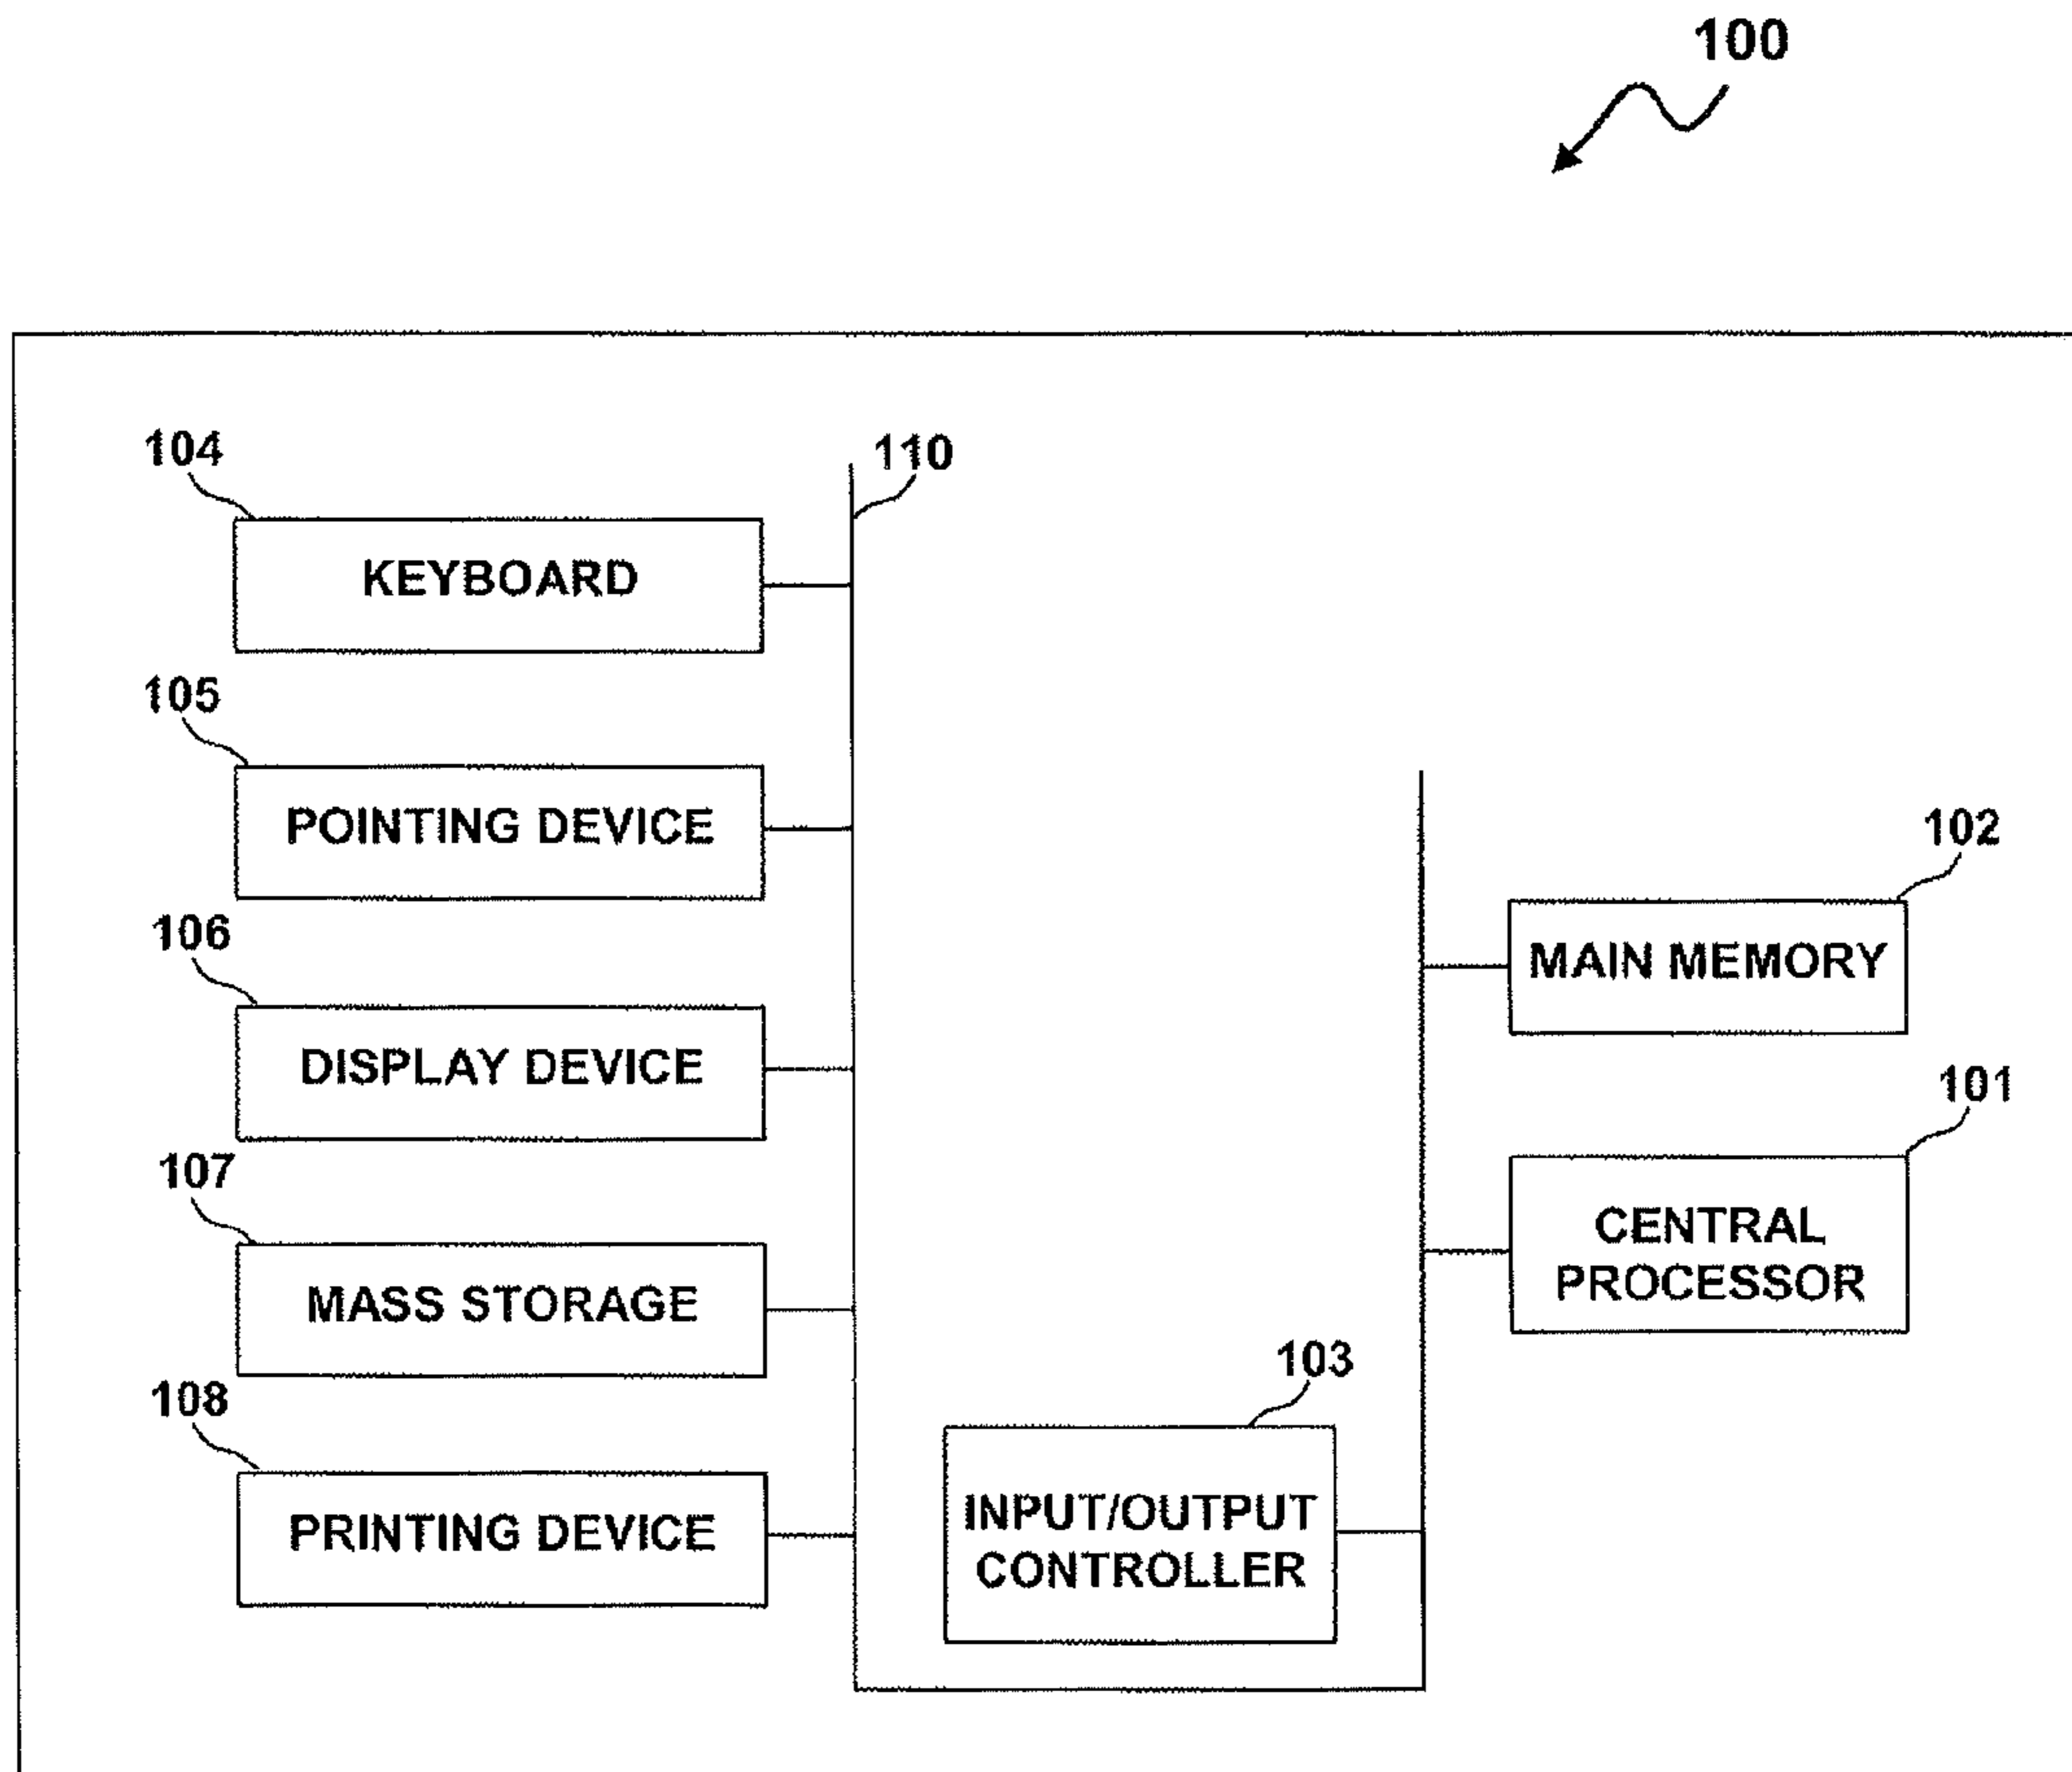 100
104
110
KEYBOARD
105
POINTING DEVICE
102
106
MAIN MEMORY
DISPLAY DEVICE
101
107
CENTRAL
PROCESSOR
MASS STORAGE
103
108
INPUT/OUTPUT
CONTROLLER
PRINTING DEVICE